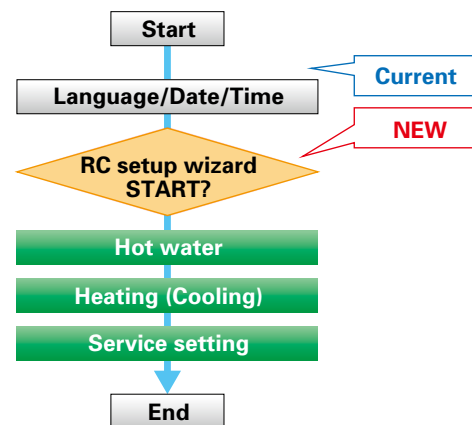 Start
Current
Language/Date/Time
NEW
RC setup wizard
START?
Hot water
Heating (Cooling)
Service setting
End